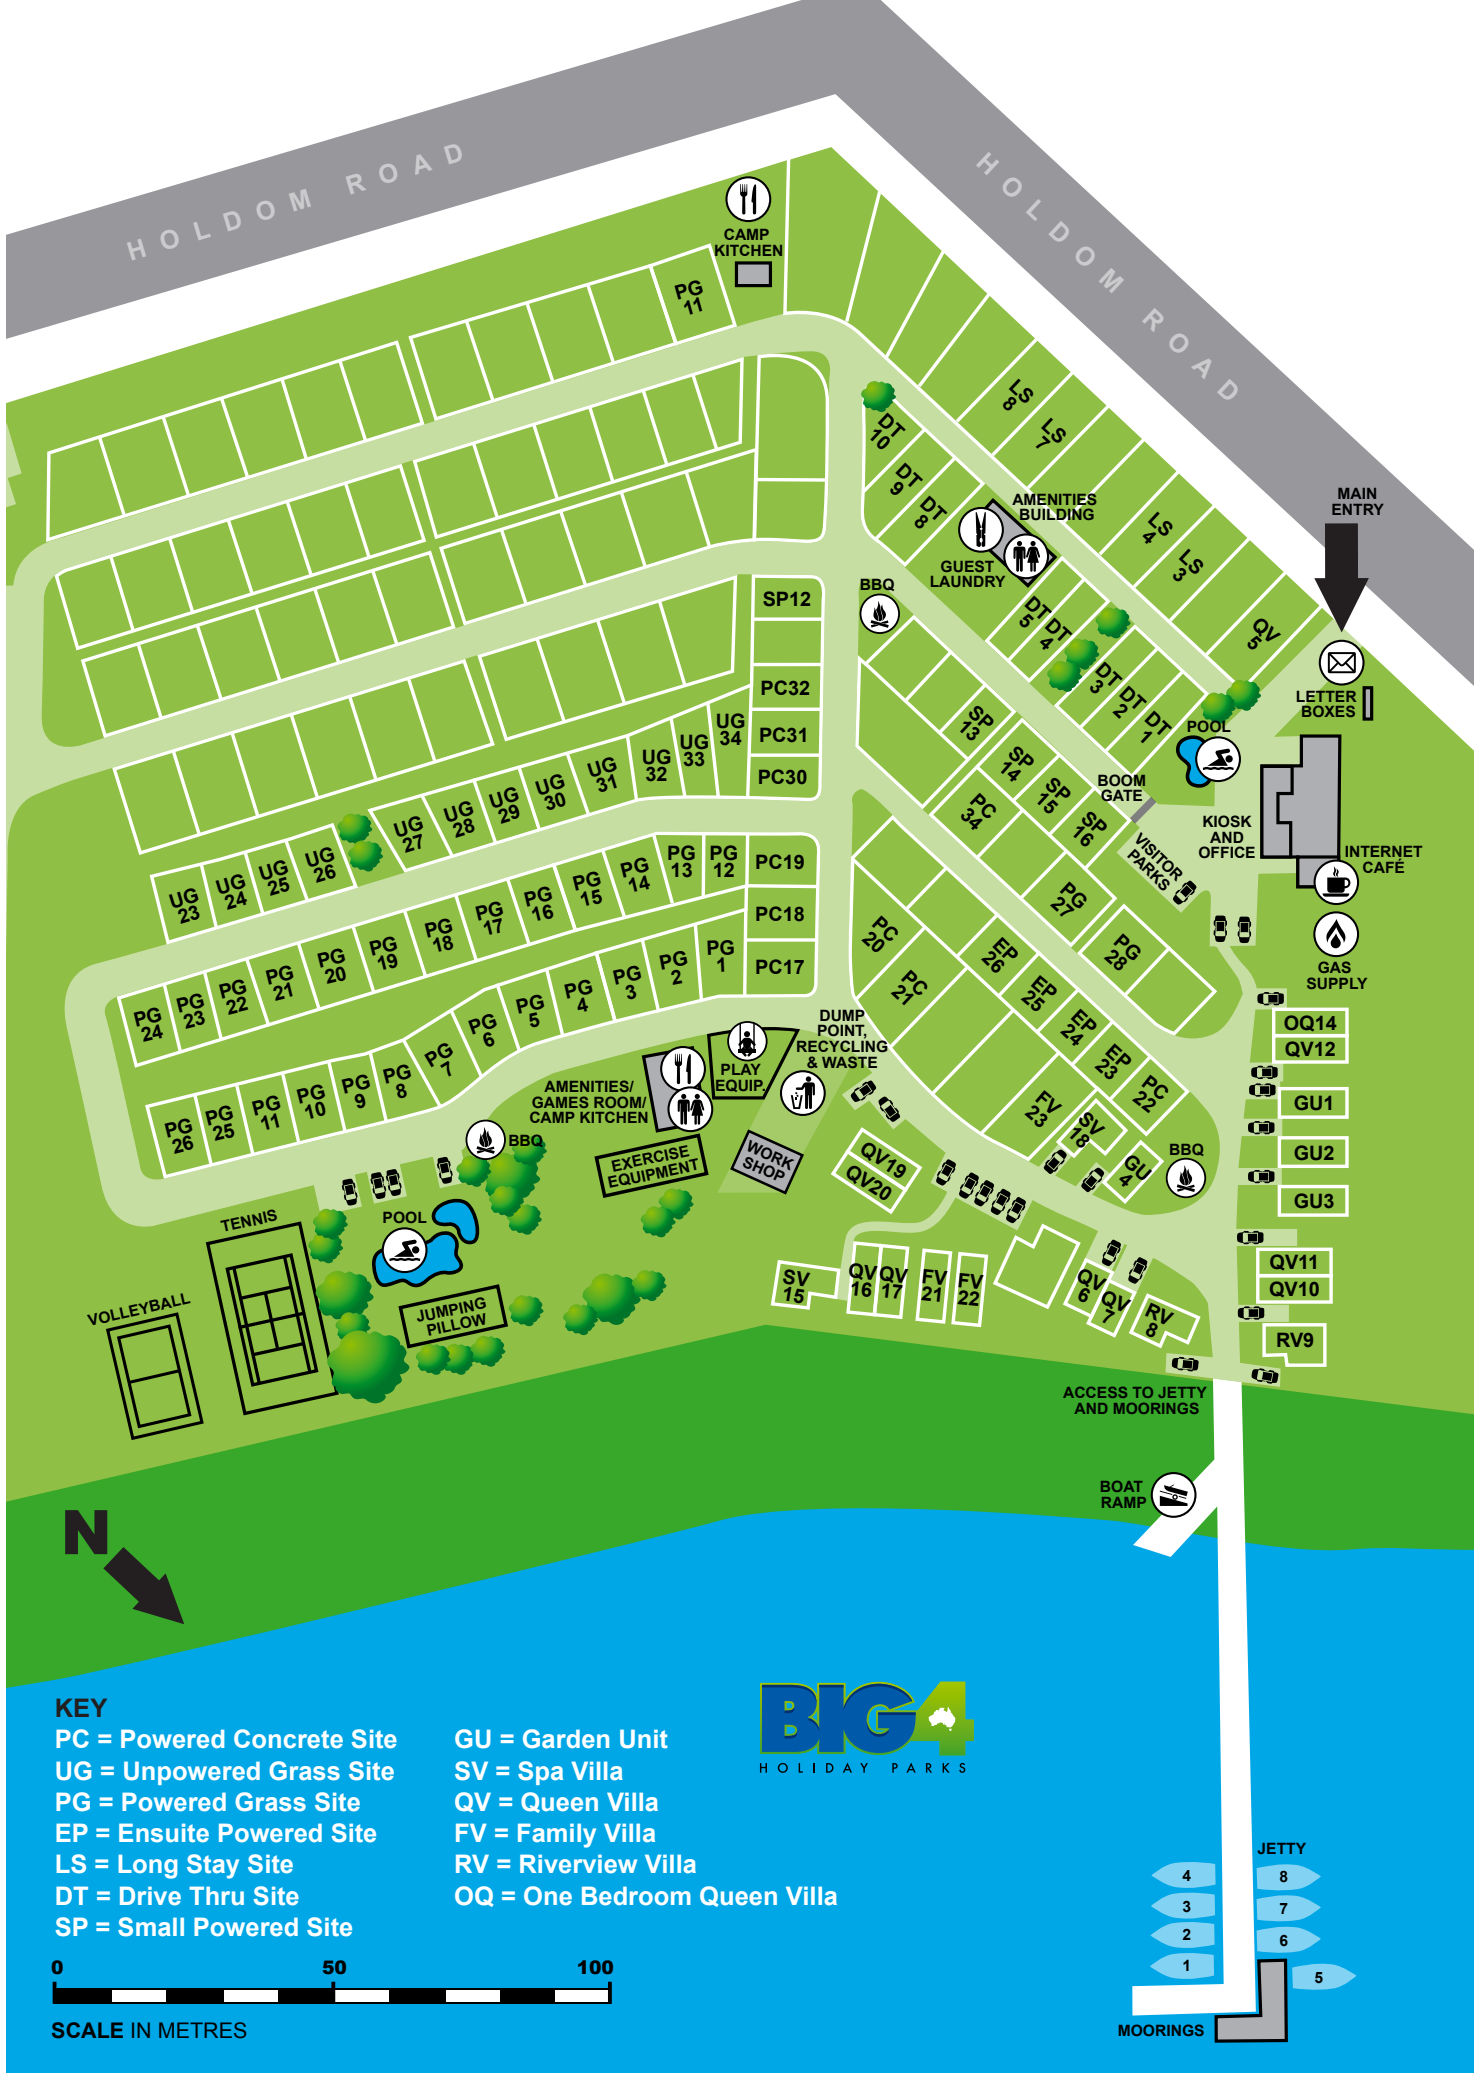 HOLDOM ROAD
HOLDOM ROAD
CAMP
KITCHEN
PG
11
LS
8
LS
7
DT
10
DT
9
DT
8
AMENITIES
BUILDING
GUEST
LAUNDRY
LS
4
LS
3
MAIN
ENTRY
BBQ
SP12
DT
5
DT
4
QV
5
DT
3
DT
2
DT
1
LETTER
BOXES
POOL
PC32
PC31
PC30
SP
13
SP
14
SP
15
SP
16
PC
34
BOOM
GATE
VISITOR
PARKS
KIOSK
AND
OFFICE
INTERNET
CAFÉ
GAS
SUPPLY
UG
34
UG
33
UG
32
UG
31
UG
30
UG
29
UG
28
UG
27
UG
26
UG
25
UG
24
UG
23
PG
12
PG
13
PG
14
PG
15
PG
16
PG
17
PG
18
PG
19
PG
20
PG
21
PG
22
PG
23
PG
24
PC19
PC18
PC17
PG
1
PG
2
PG
3
PG
4
PG
5
PG
6
PG
7
PG
8
PG
9
PG
10
PG
11
PG
25
PG
26
PC
20
PC
21
PG
27
PG
28
EP
26
EP
25
EP
24
EP
23
PC
22
FV
23
SV
18
GU
4
BBQ
OQ14
QV12
GU1
GU2
GU3
QV11
QV10
RV9
DUMP
POINT,
RECYCLING
& WASTE
PLAY
EQUIP.
AMENITIES/
GAMES ROOM/
CAMP KITCHEN
EXERCISE
EQUIPMENT
WORK
SHOP
BBQ
QV19
QV20
SV
15
QV
16
QV
17
FV
21
FV
22
QV
6
QV
7
RV
8
TENNIS
POOL
VOLLEYBALL
JUMPING
PILLOW
ACCESS TO JETTY
AND MOORINGS
BOAT
RAMP
N
KEY
PC = Powered Concrete Site
UG = Unpowered Grass Site
PG = Powered Grass Site
EP = Ensuite Powered Site
LS = Long Stay Site
DT = Drive Thru Site
SP = Small Powered Site
GU = Garden Unit
SV = Spa Villa
QV = Queen Villa
FV = Family Villa
RV = Riverview Villa
OQ = One Bedroom Queen Villa
BIG4
HOLIDAY PARKS
0 50 100
SCALE IN METRES
JETTY
4
3
2
1
8
7
6
5
MOORINGS